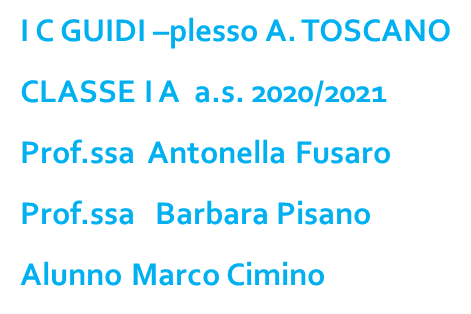 I C GUIDI –plesso A. TOSCANO
CLASSE I A a.s. 2020/2021
Prof.ssa Antonella Fusaro
Prof.ssa Barbara Pisano
Alunno Marco Cimino